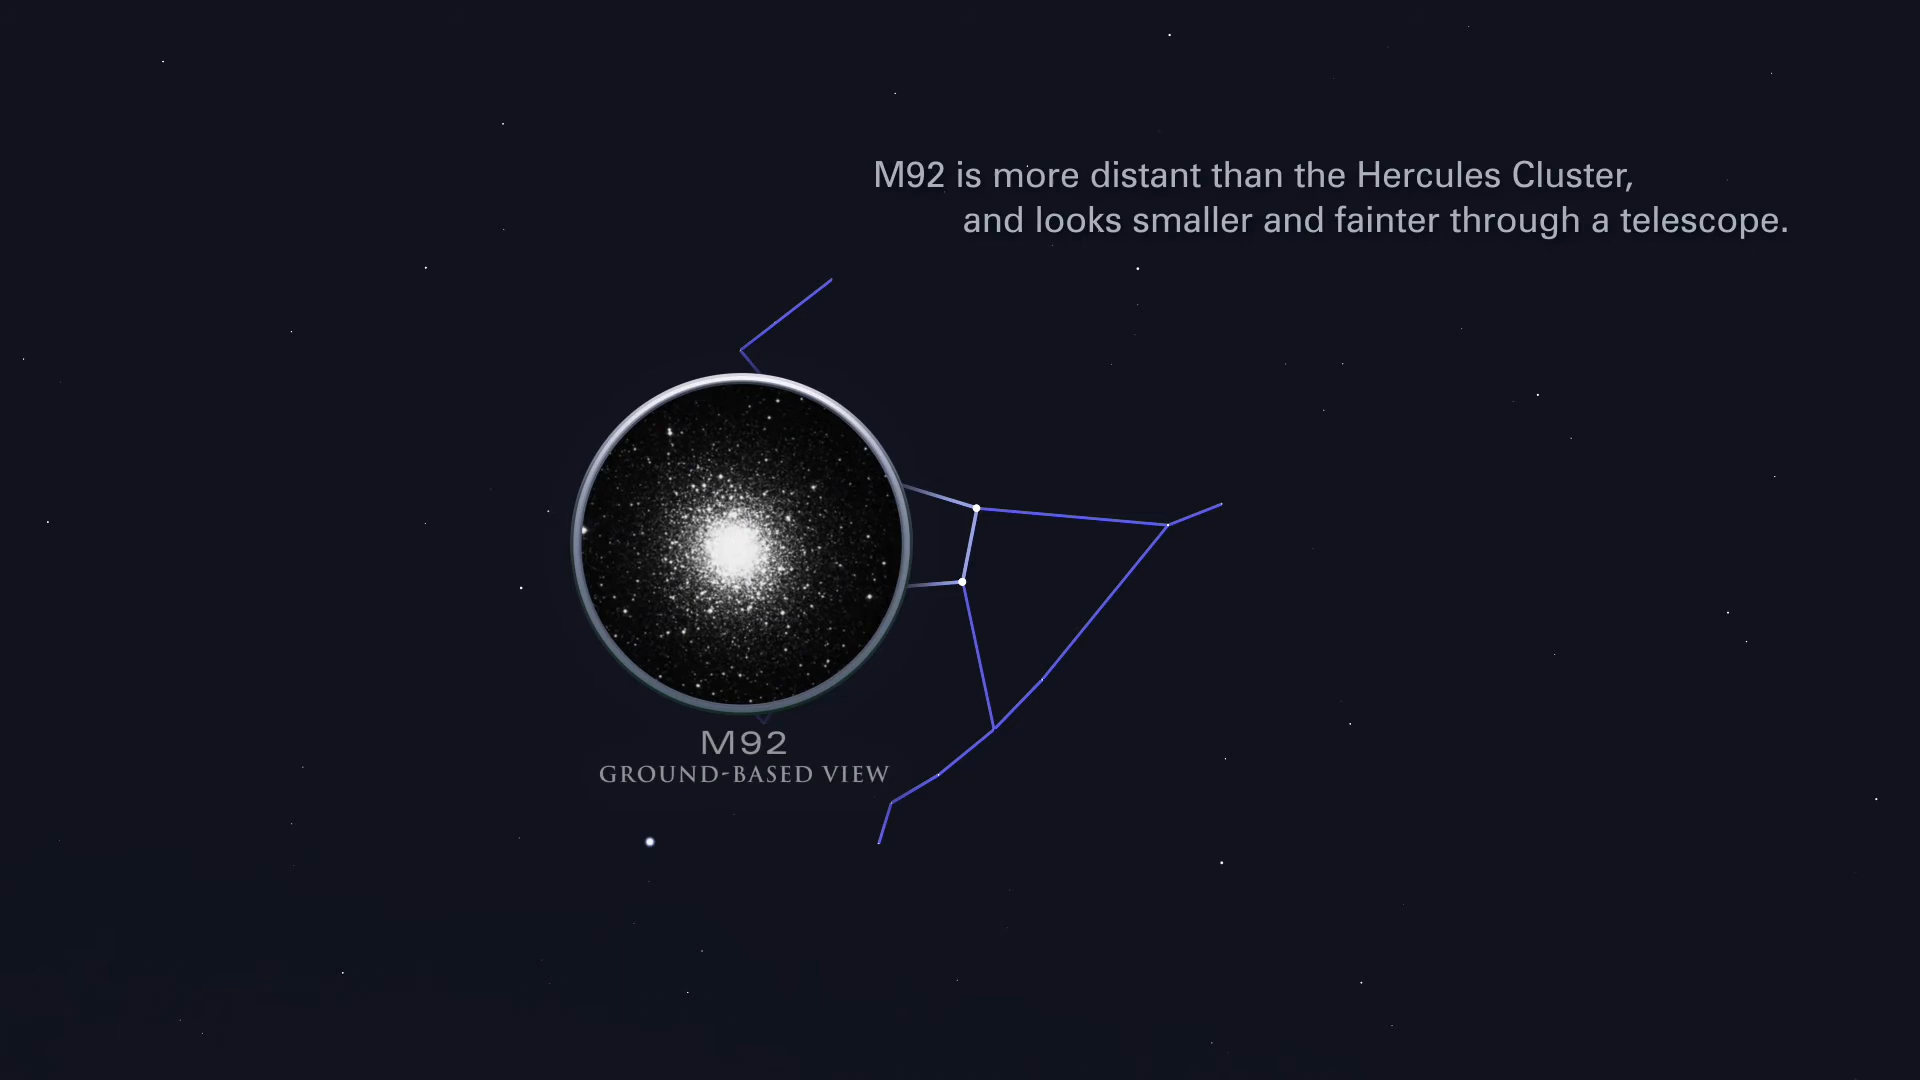 M92 is more distant than the Hercules Cluster,
and looks smaller and fainter through a telescope.
M92
GROUND-BASED VIEW